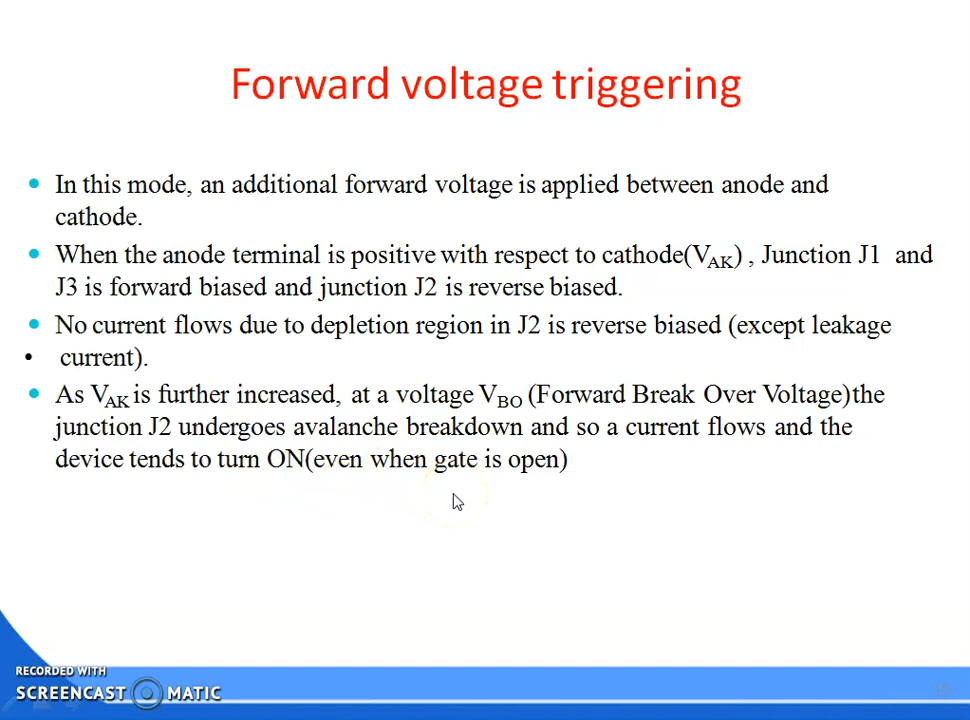 Forward voltage triggering
• In this mode, an additional forward voltage is applied between anode and
cathode.
• When the anode terminal is positive with respect to cathode(VAK) , Junction J1 and
J3 is forward biased and junction J2 is reverse biased.
• No current flows due to depletion region in J2 is reverse biased (except leakage
• current).
• As VAK is further increased, at a voltage VBO (Forward Break Over Voltage)the
junction J2 undergoes avalanche breakdown and so a current flows and the
device tends to turn ON(even when gate is open)
RECORDED WITH
SCREENCAST MATIC
15